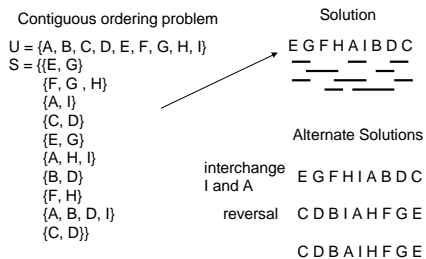 Contiguous ordering problem
U = {A, B, C, D, E, F, G, H, I}
S = {{E, G}
{F, G , H}
{A, I}
{C, D}
{E, G}
{A, H, I}
{B, D}
{F, H}
{A, B, D, I}
{C, D}}
Solution
E G F H A I B D C
Alternate Solutions
interchange
I and A
E G F H I A B D C
reversal
C D B I A H F G E
C D B A I H F G E